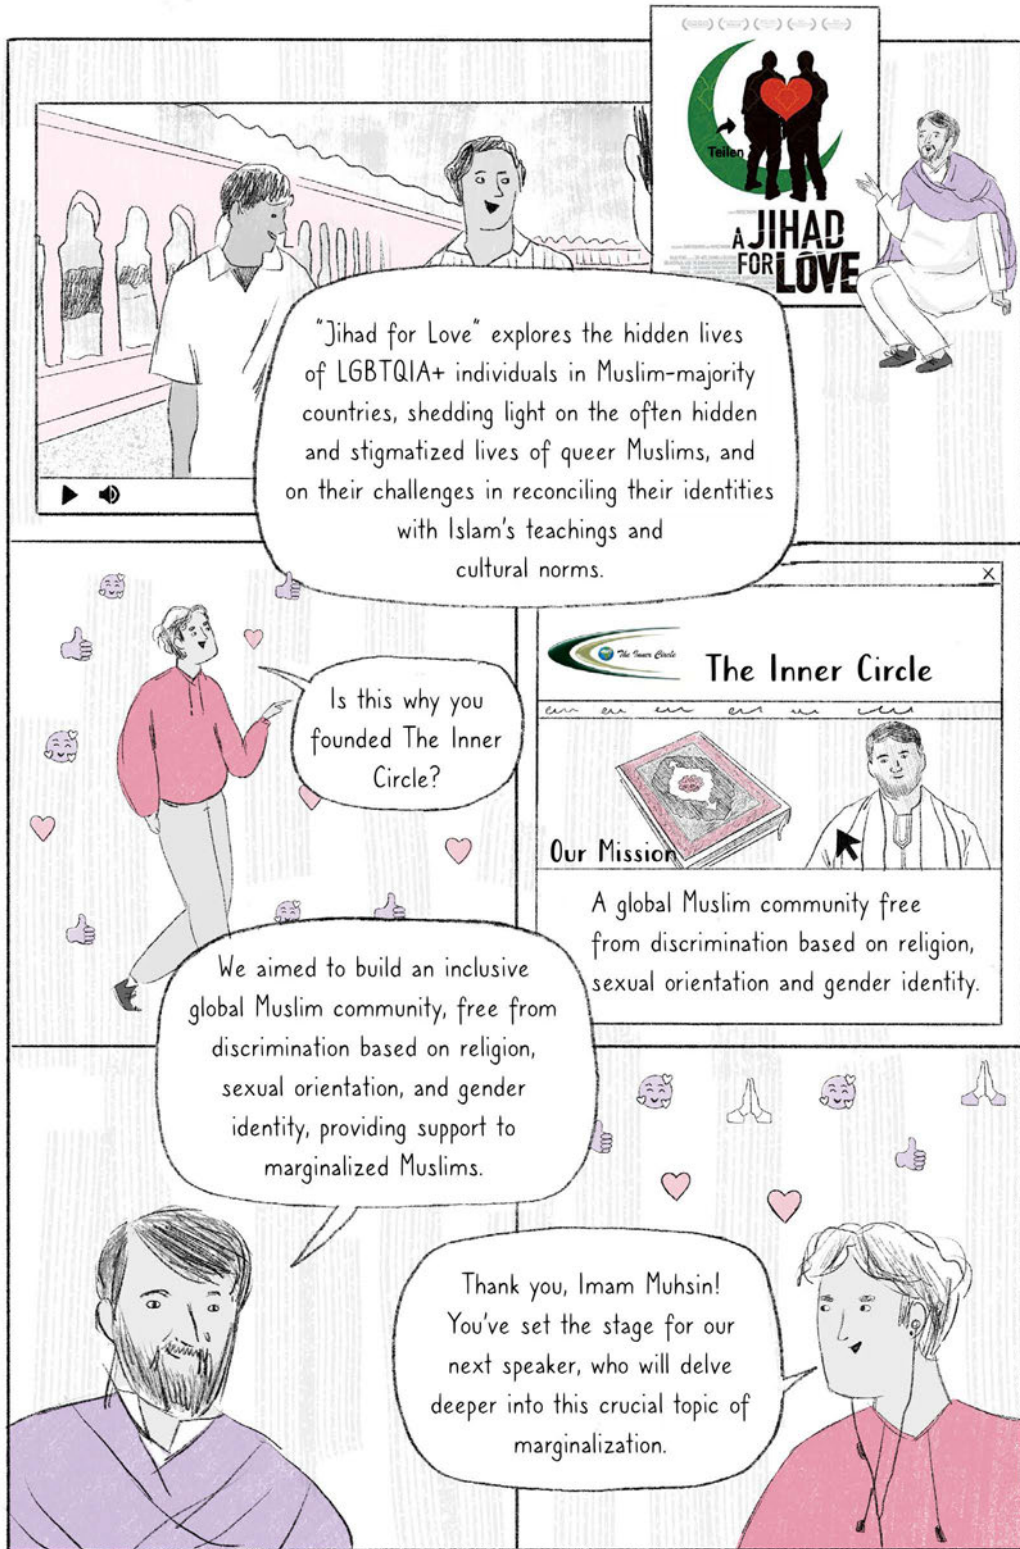 Teilen
A JIHAD
FOR LOVE
"Jihad for Love" explores the hidden lives
of LGBTQIA+ individuals in Muslim-majority
countries, shedding light on the often hidden
and stigmatized lives of queer Muslims, and
on their challenges in reconciling their identities
with Islam's teachings and
cultural norms.
Is this why you
founded The Inner
Circle?
The Inner Circle
The Inner Circle
Our Mission
A global Muslim community free
from discrimination based on religion,
sexual orientation and gender identity.
We aimed to build an inclusive
global Muslim community, free from
discrimination based on religion,
sexual orientation, and gender
identity, providing support to
marginalized Muslims.
Thank you, Imam Muhsin!
You've set the stage for our
next speaker, who will delve
deeper into this crucial topic of
marginalization.